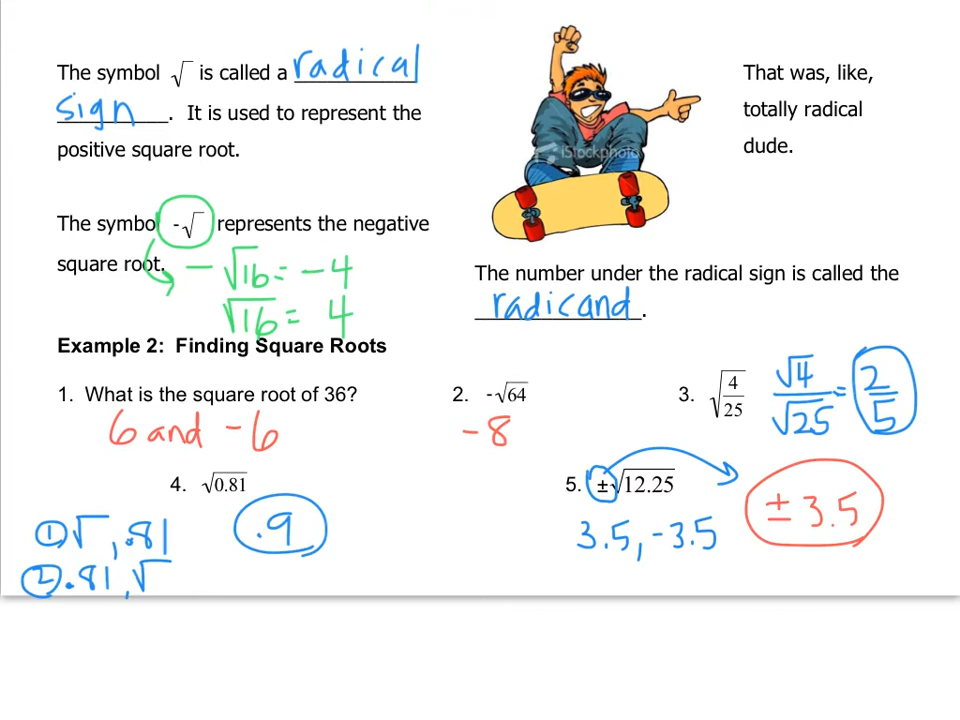 The symbol √ is called a radical
sign. It is used to represent the
positive square root.
That was, like,
totally radical
dude.
iStockphoto
The symbol -√ represents the negative
square root.
- √16 = -4
√16 = 4
The number under the radical sign is called the
radicand.
Example 2: Finding Square Roots
1. What is the square root of 36?
6 and -6
2. -√64
-8
3. √(4/25) √4/√25 = 2/5
4. √0.81
① √, .81
② .81, √
.9
5. ±√12.25
3.5, -3.5
± 3.5